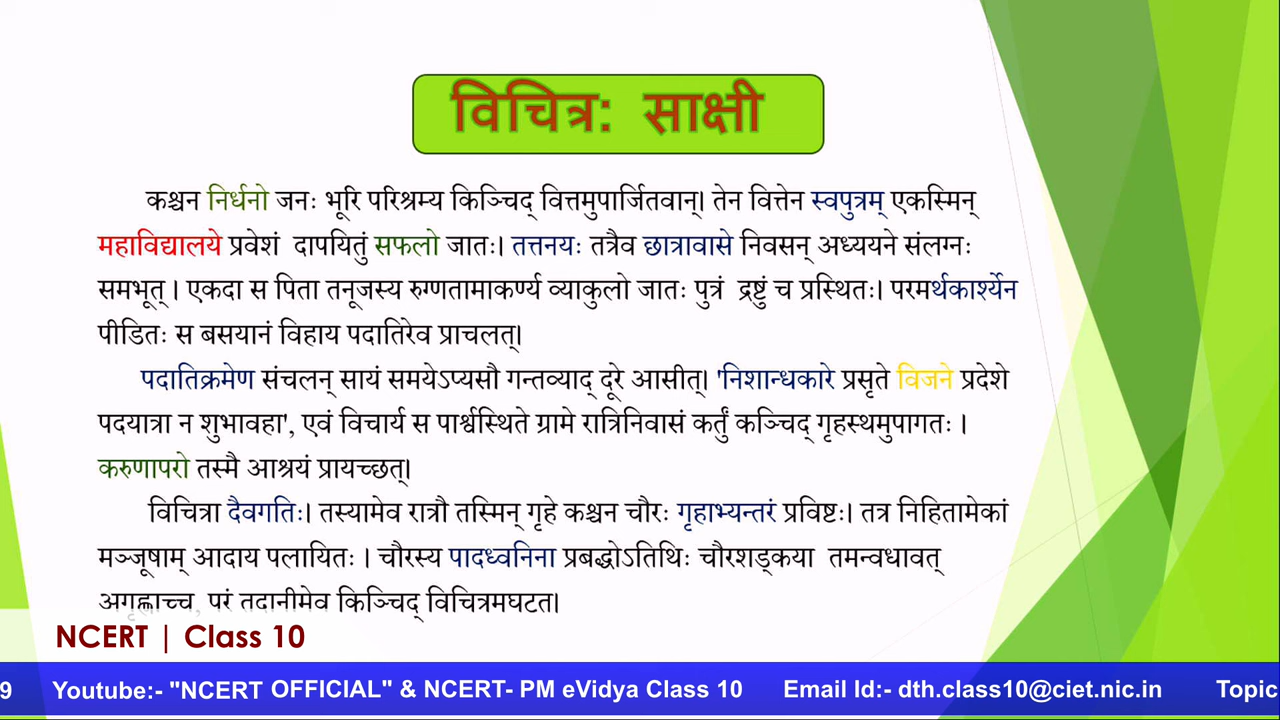 विचित्र: साक्षी
कश्चन निर्धनो जनः भूरि परिश्रम्य किञ्चिद् वित्तमुपार्जितवान्। तेन वित्तेन स्वपुत्रम् एकस्मिन्
महाविद्यालये प्रवेशं दापयितुं सफलो जातः। तत्तनयः तत्रैव छात्रावासे निवसन् अध्ययने संलग्नः
समभूत्। एकदा स पिता तनूजस्य रुग्णतामाकर्ण्य व्याकुलो जातः पुत्रं द्रष्टुं च प्रस्थितः। परमर्थकार्श्येन
पीडितः स बसयानं विहाय पदातिरेव प्राचलत्।
पदातिक्रमेण संचलन् सायं समयेऽप्यसौ गन्तव्याद् दूरे आसीत्। 'निशान्धकारे प्रसृते विजने प्रदेशे
पदयात्रा न शुभावहा', एवं विचार्य स पार्श्वस्थिते ग्रामे रात्रिनिवासं कर्तुं कञ्चिद् गृहस्थमुपागतः।
करुणापरो तस्मै आश्रयं प्रायच्छत्।
विचित्रा दैवगतिः। तस्यामेव रात्रौ तस्मिन् गृहे कश्चन चौरः गृहाभ्यन्तरं प्रविष्टः। तत्र निहितामेकां
मञ्जूषाम् आदाय पलायितः। चौरस्य पादध्वनिना प्रबद्धोऽतिथिः चौरशङ्कया तमन्वधावत्
अगृह्णाच्च, परं तदानीमेव किञ्चिद् विचित्रमघटत।
NCERT | Class 10
9 Youtube:- "NCERT OFFICIAL" & NCERT- PM eVidya Class 10 Email Id:- dth.class10@ciet.nic.in Topic